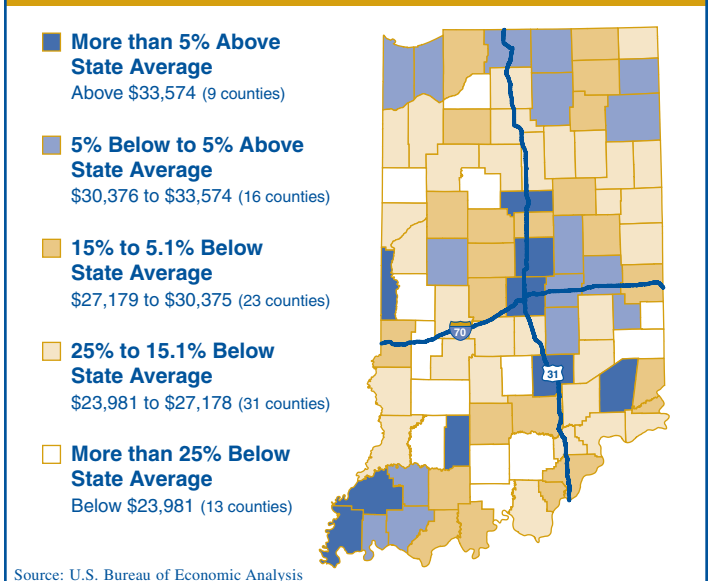 More than 5% Above
State Average
Above $33,574 (9 counties)
5% Below to 5% Above
State Average
$30,376 to $33,574 (16 counties)
15% to 5.1% Below
State Average
$27,179 to $30,375 (23 counties)
25% to 15.1% Below
State Average
$23,981 to $27,178 (31 counties)
More than 25% Below
State Average
Below $23,981 (13 counties)
70
31
Source: U.S. Bureau of Economic Analysis